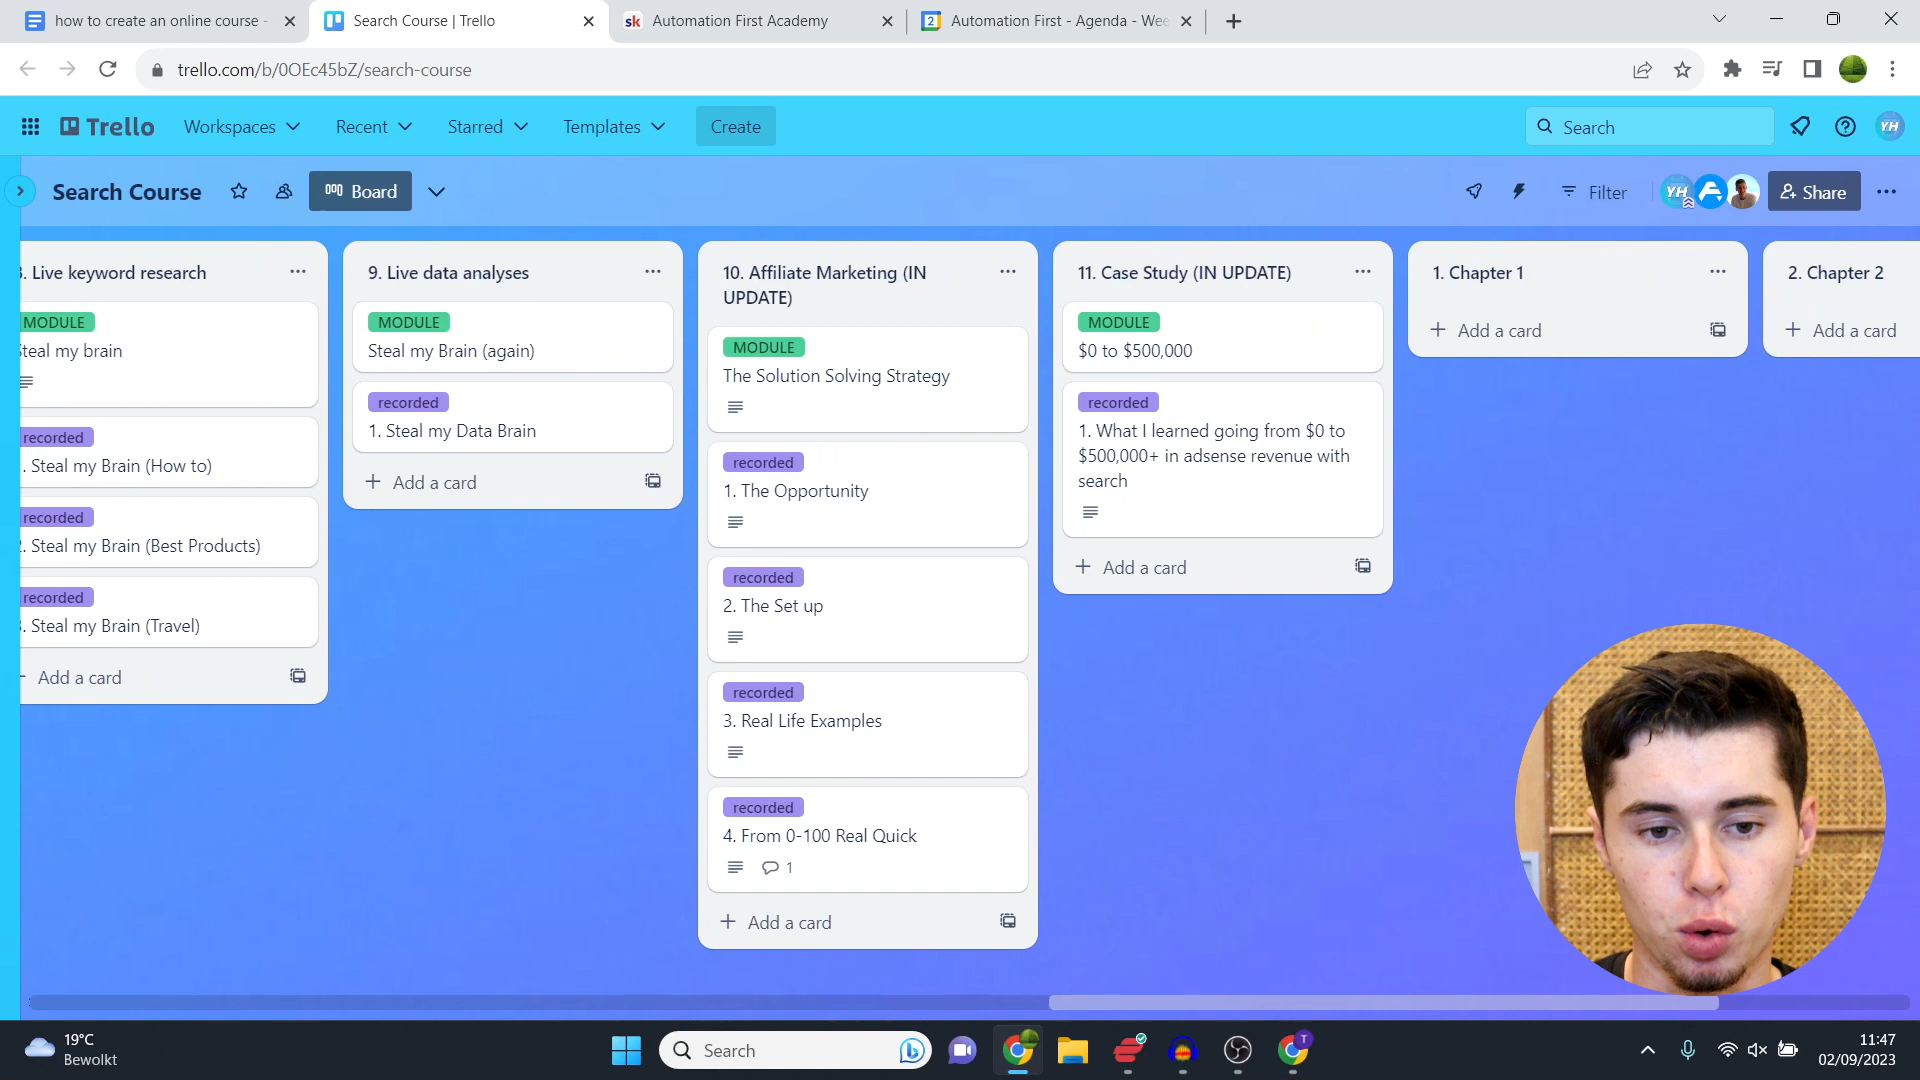 how to create an online course -
Search Course | Trello
sk
Automation First Academy
2
Automation First - Agenda - Wee
trello.com/b/0OEc45bZ/search-course
Trello
Workspaces
Recent
Starred
Templates
Create
Search
YH
Search Course
Board
Filter
YH
Share
. Live keyword research
MODULE
Steal my brain
recorded
. Steal my Brain (How to)
recorded
2. Steal my Brain (Best Products)
recorded
3. Steal my Brain (Travel)
Add a card
9. Live data analyses
MODULE
Steal my Brain (again)
recorded
1. Steal my Data Brain
+ Add a card
10. Affiliate Marketing (IN
UPDATE)
MODULE
The Solution Solving Strategy
recorded
1. The Opportunity
recorded
2. The Set up
recorded
3. Real Life Examples
recorded
4. From 0-100 Real Quick
1
+ Add a card
11. Case Study (IN UPDATE)
MODULE
$0 to $500,000
recorded
1. What I learned going from $0 to
$500,000+ in adsense revenue with
search
+ Add a card
1. Chapter 1
+ Add a card
2. Chapter 2
+ Add a card
19°C
Bewolkt
Search
T
11:47
02/09/2023